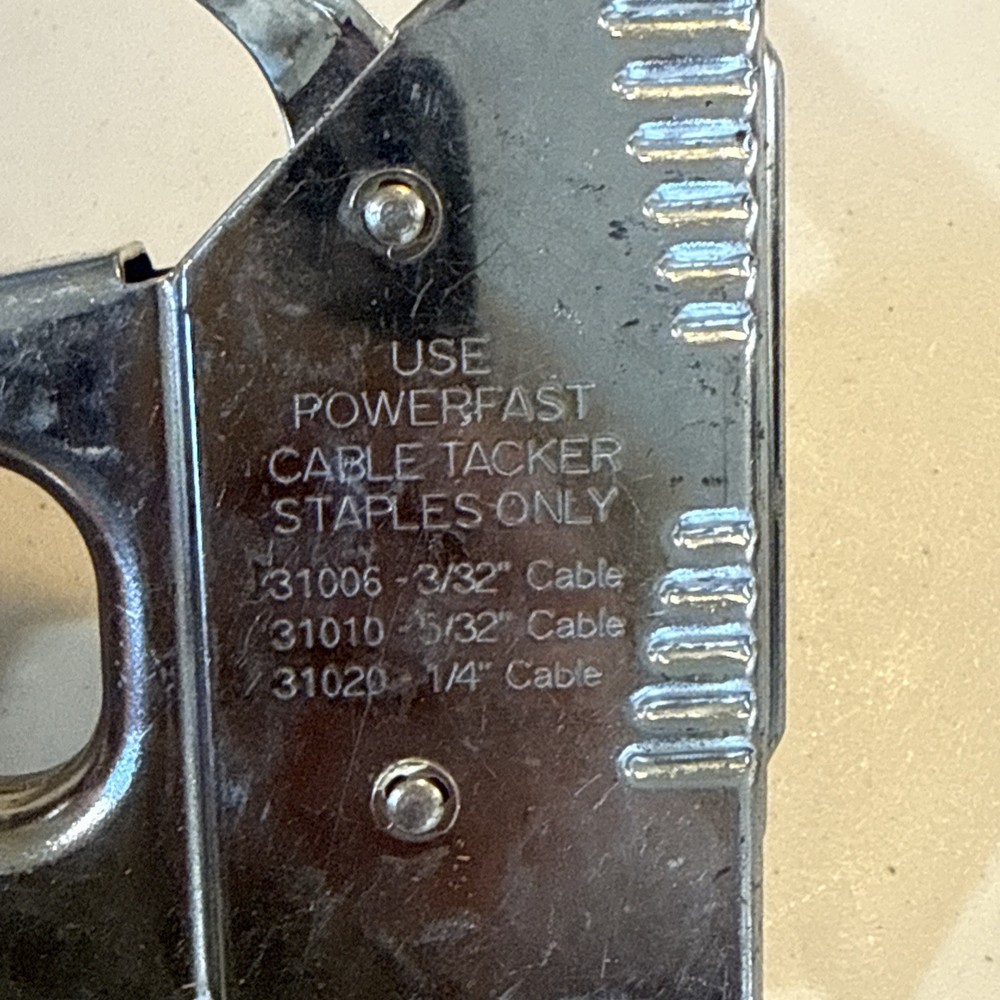 USE
POWERFAST
CABLE TACKER
STAPLES ONLY
31006 - 3/32" Cable
31010 - 5/32" Cable
31020 - 1/4" Cable